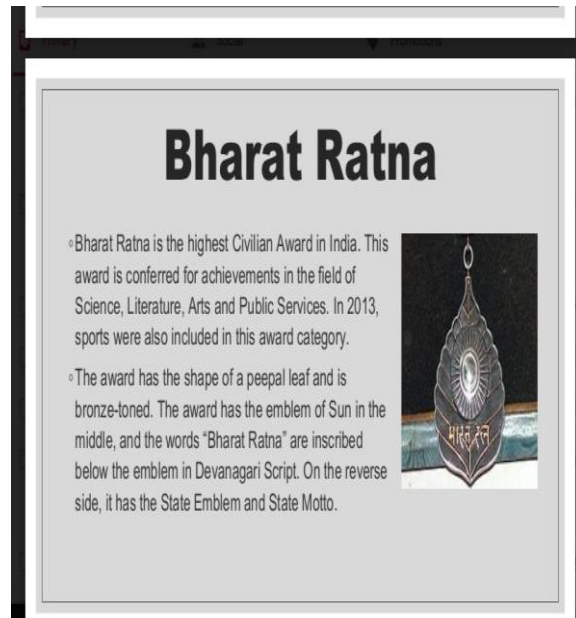 Primary
Social
Promotions
Bharat Ratna
◦Bharat Ratna is the highest Civilian Award in India. This
award is conferred for achievements in the field of
Science, Literature, Arts and Public Services. In 2013,
sports were also included in this award category.
◦The award has the shape of a peepal leaf and is
bronze-toned. The award has the emblem of Sun in the
middle, and the words “Bharat Ratna” are inscribed
below the emblem in Devanagari Script. On the reverse
side, it has the State Emblem and State Motto.
भारत रत्न